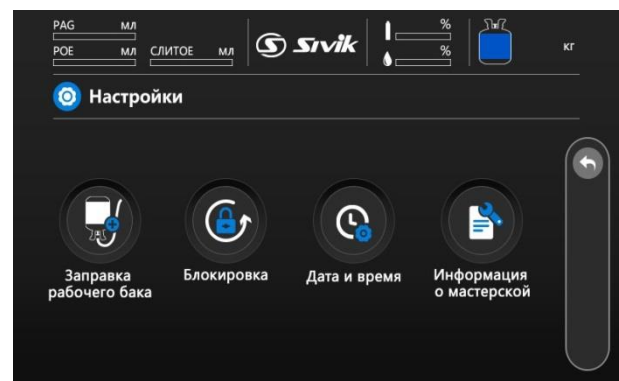 PAG мл
POE мл СЛИТОЕ мл
Sivik
%
%
кг
Настройки
Заправка
рабочего бака
Блокировка
Дата и время
Информация
о мастерской